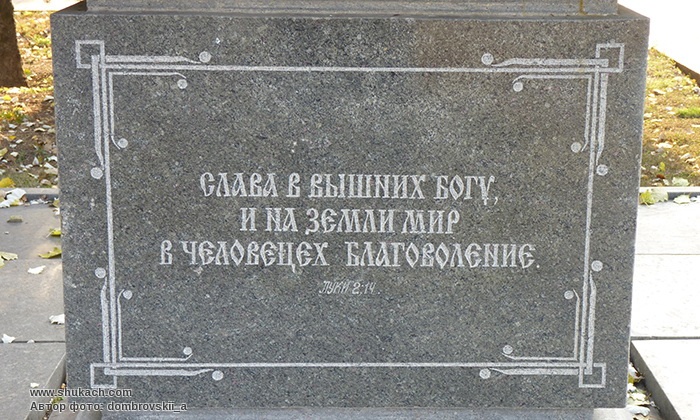 СЛАВА В ВЫШНИХ БОГУ,
И НА ЗЕМЛИ МИР
В ЧЕЛОВЕЦЕХ БЛАГОВОЛЕНИЕ.
ЛУКИ 2:14.
www.shukach.com
Автор фото: dombrovskii_a